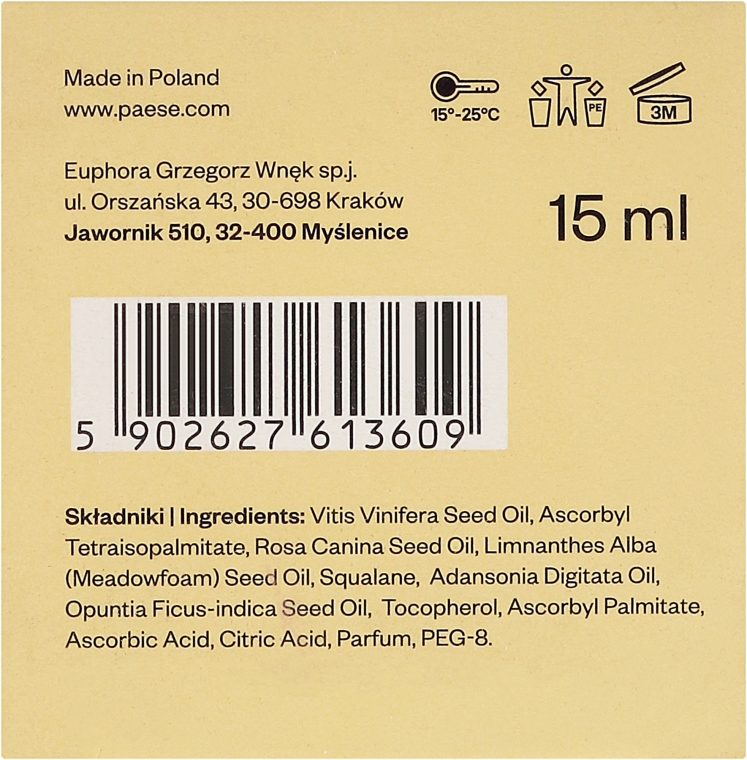 Made in Poland
www.paese.com
15°-25°C
PE
3M
Euphora Grzegorz Wnęk sp.j.
ul. Orszańska 43, 30-698 Kraków
Jawornik 510, 32-400 Myślenice
15 ml
5 902627 613609
Składniki | Ingredients: Vitis Vinifera Seed Oil, Ascorbyl
Tetraisopalmitate, Rosa Canina Seed Oil, Limnanthes Alba
(Meadowfoam) Seed Oil, Squalane, Adansonia Digitata Oil,
Opuntia Ficus-indica Seed Oil, Tocopherol, Ascorbyl Palmitate,
Ascorbic Acid, Citric Acid, Parfum, PEG-8.